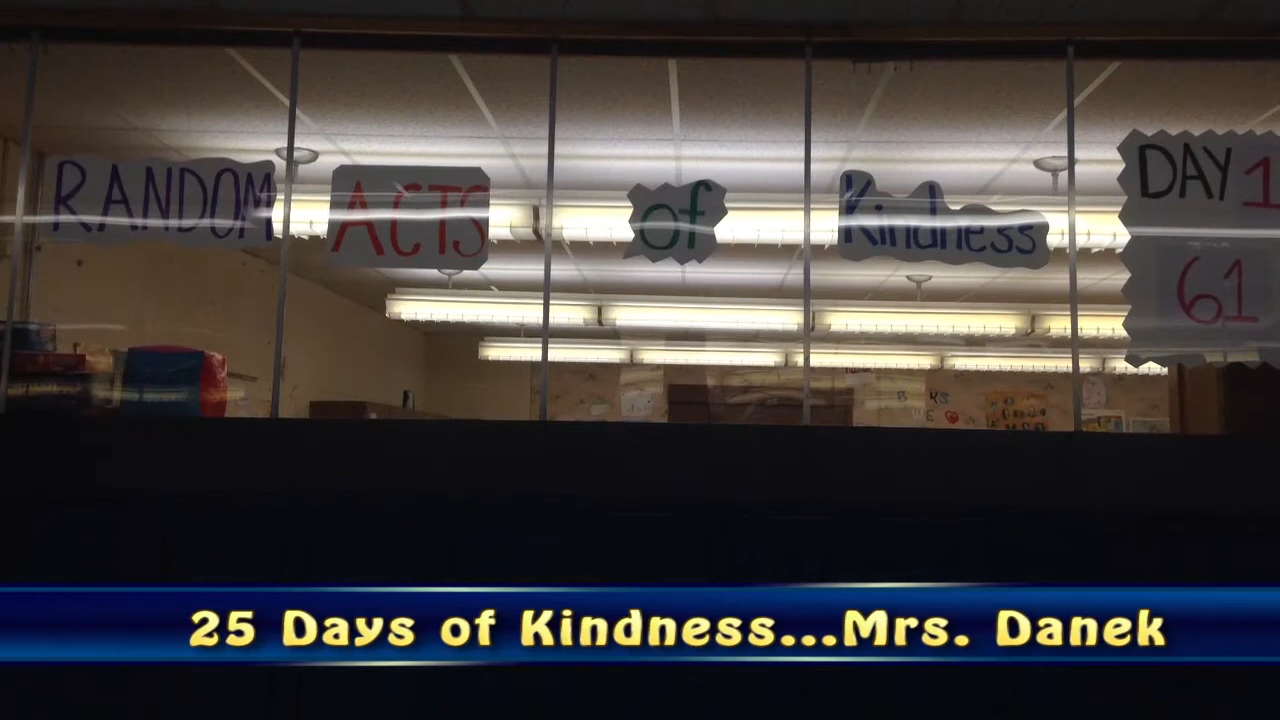 RANDOM ACTS of Kindness
DAY 1
61
25 Days of Kindness...Mrs. Danek